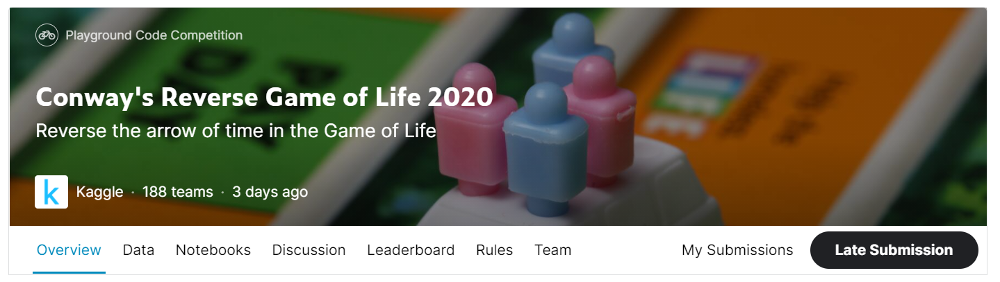 Playground Code Competition
Conway's Reverse Game of Life 2020
Reverse the arrow of time in the Game of Life
k Kaggle · 188 teams · 3 days ago
Overview Data Notebooks Discussion Leaderboard Rules Team My Submissions Late Submission